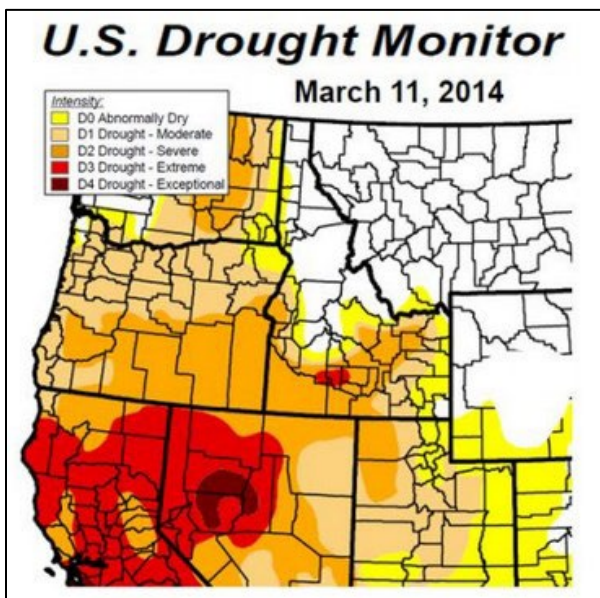 U.S. Drought Monitor
March 11, 2014
Intensity:
D0 Abnormally Dry
D1 Drought - Moderate
D2 Drought - Severe
D3 Drought - Extreme
D4 Drought - Exceptional